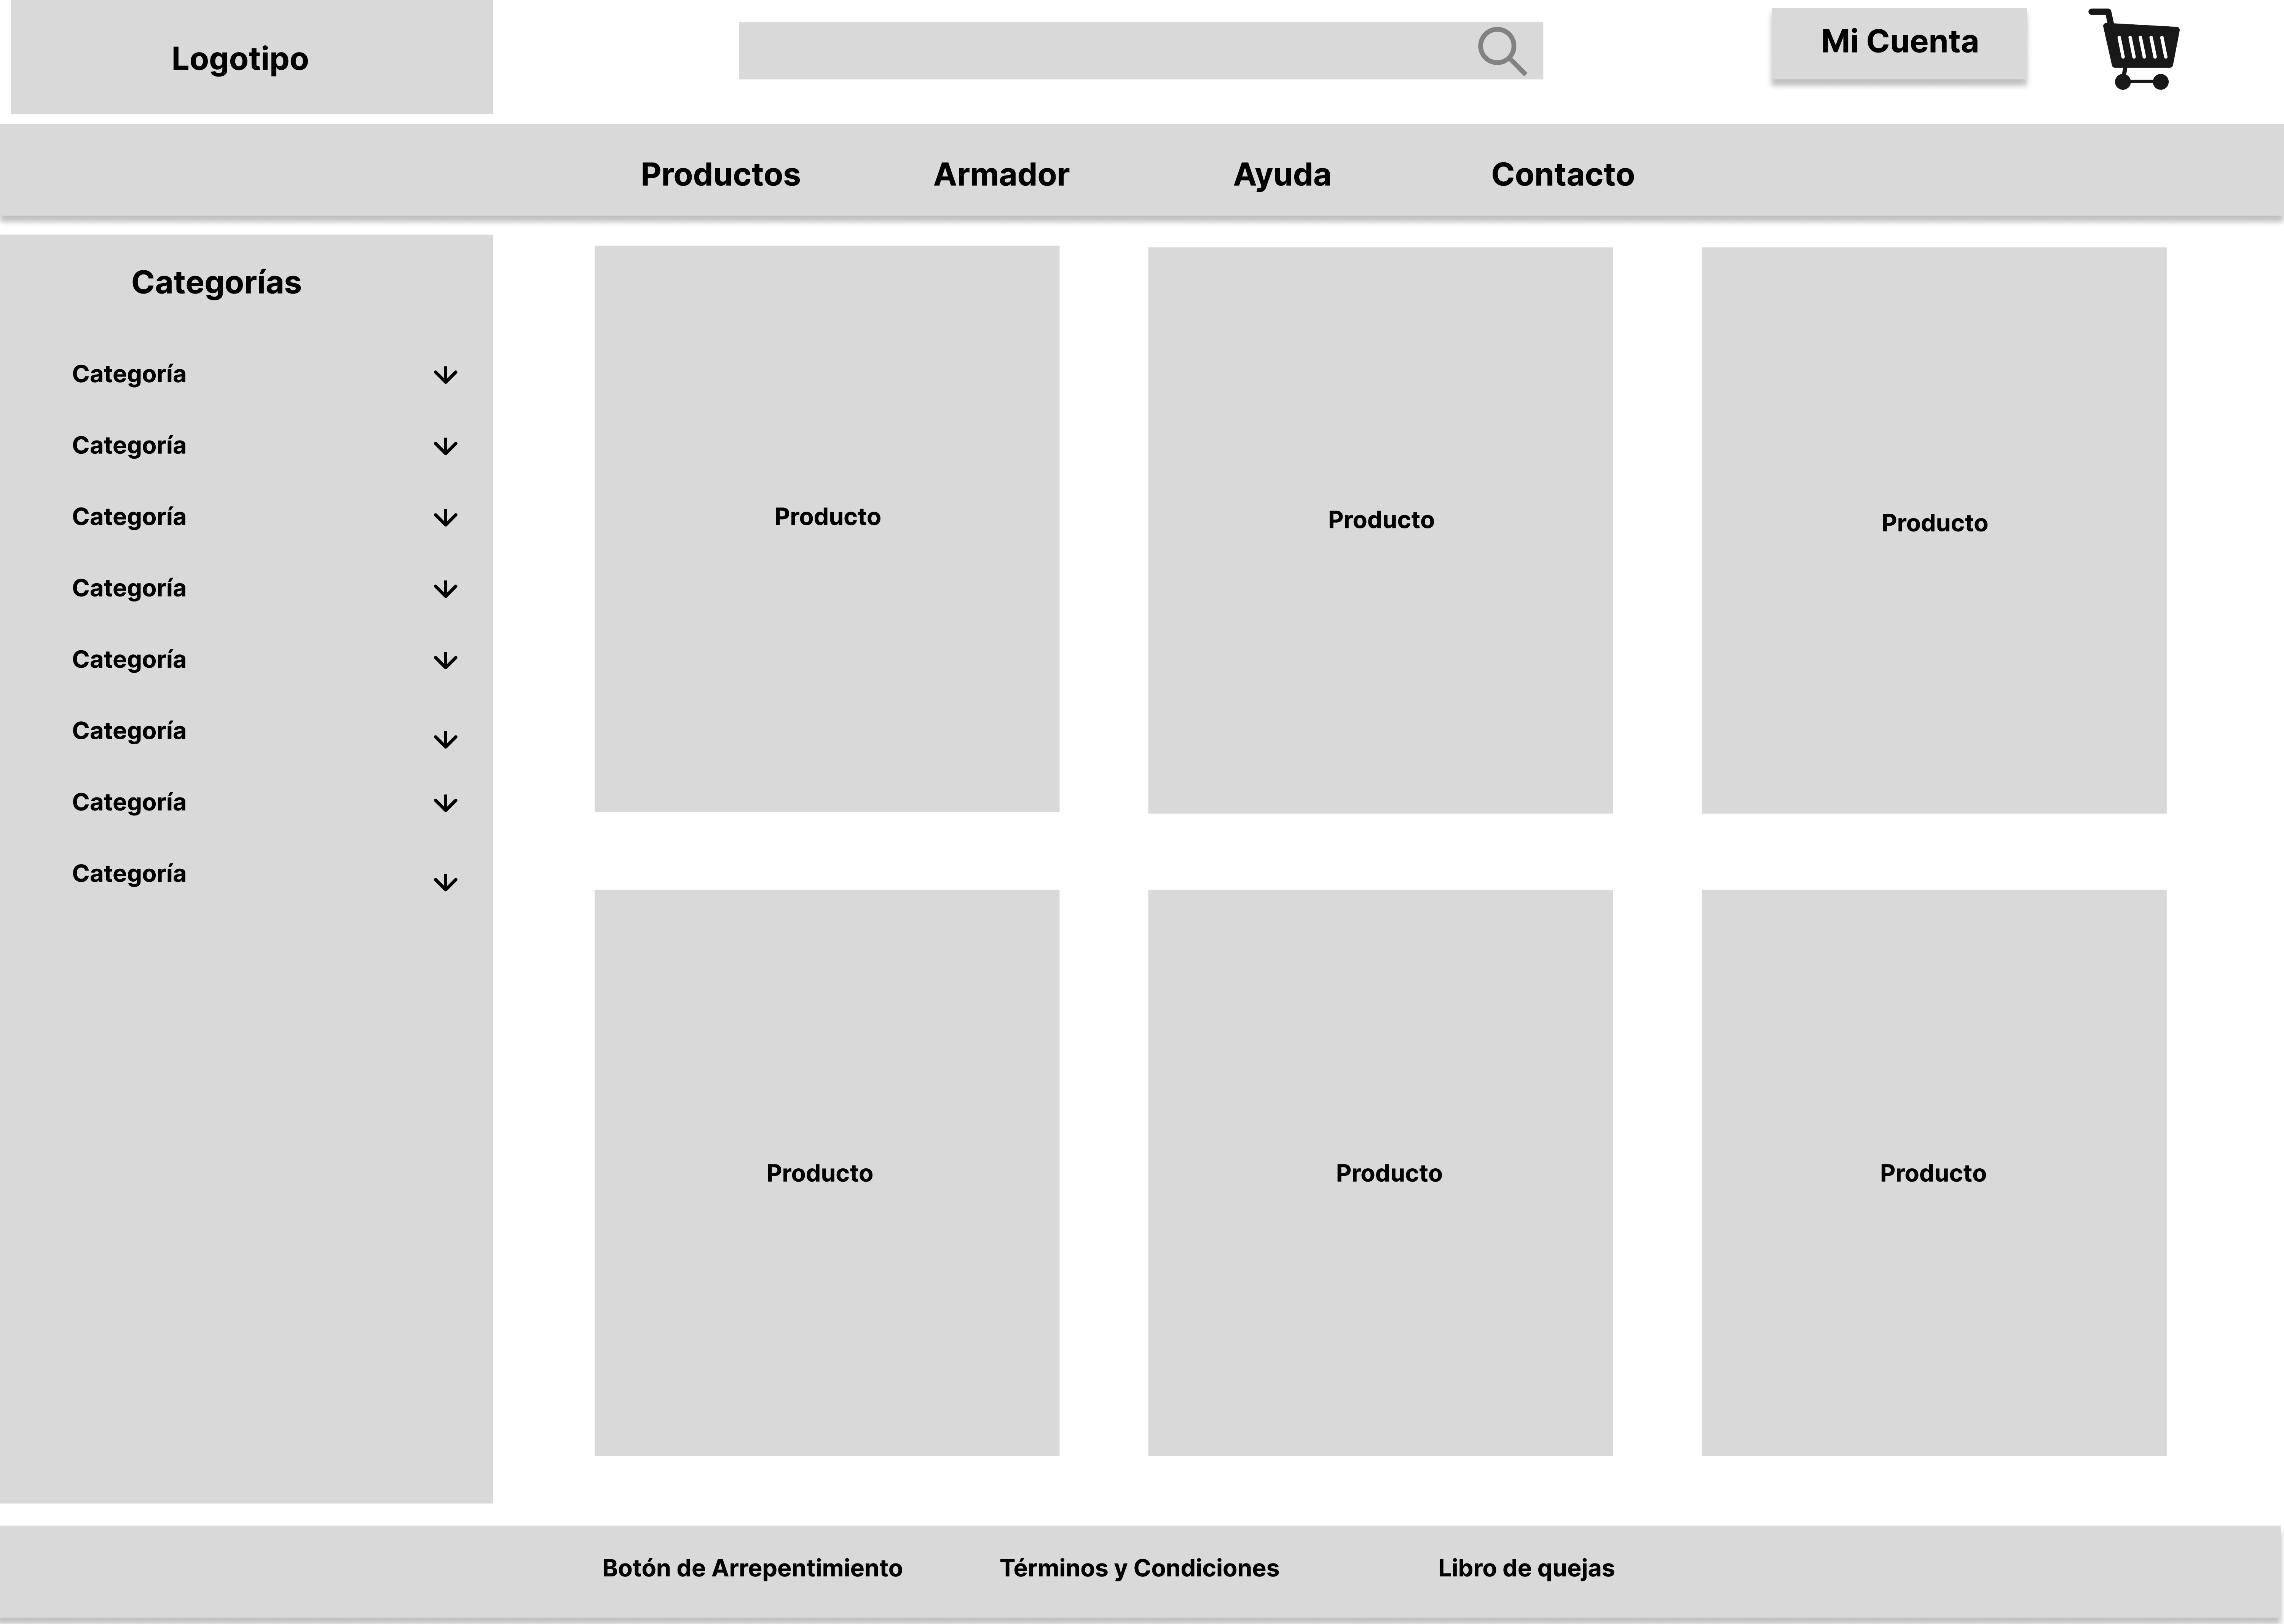 Logotipo
Mi Cuenta
Productos
Armador
Ayuda
Contacto
Categorías
Categoría
Categoría
Categoría
Categoría
Categoría
Categoría
Categoría
Categoría
Producto
Producto
Producto
Producto
Producto
Producto
Botón de Arrepentimiento
Términos y Condiciones
Libro de quejas